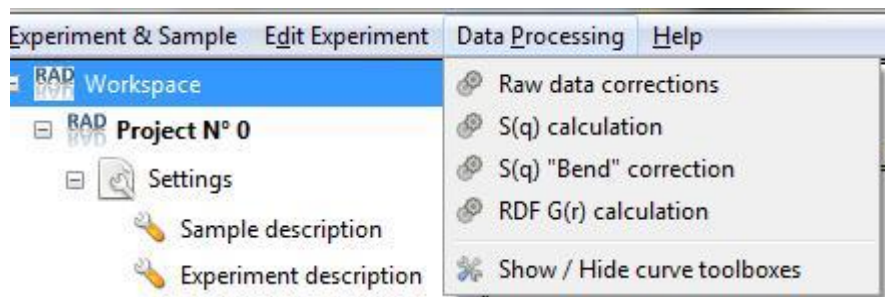 Experiment & Sample Edit Experiment Data Processing Help
RAD Workspace
RAD Project N° 0
Settings
Sample description
Experiment description
Raw data corrections
S(q) calculation
S(q) "Bend" correction
RDF G(r) calculation
Show / Hide curve toolboxes